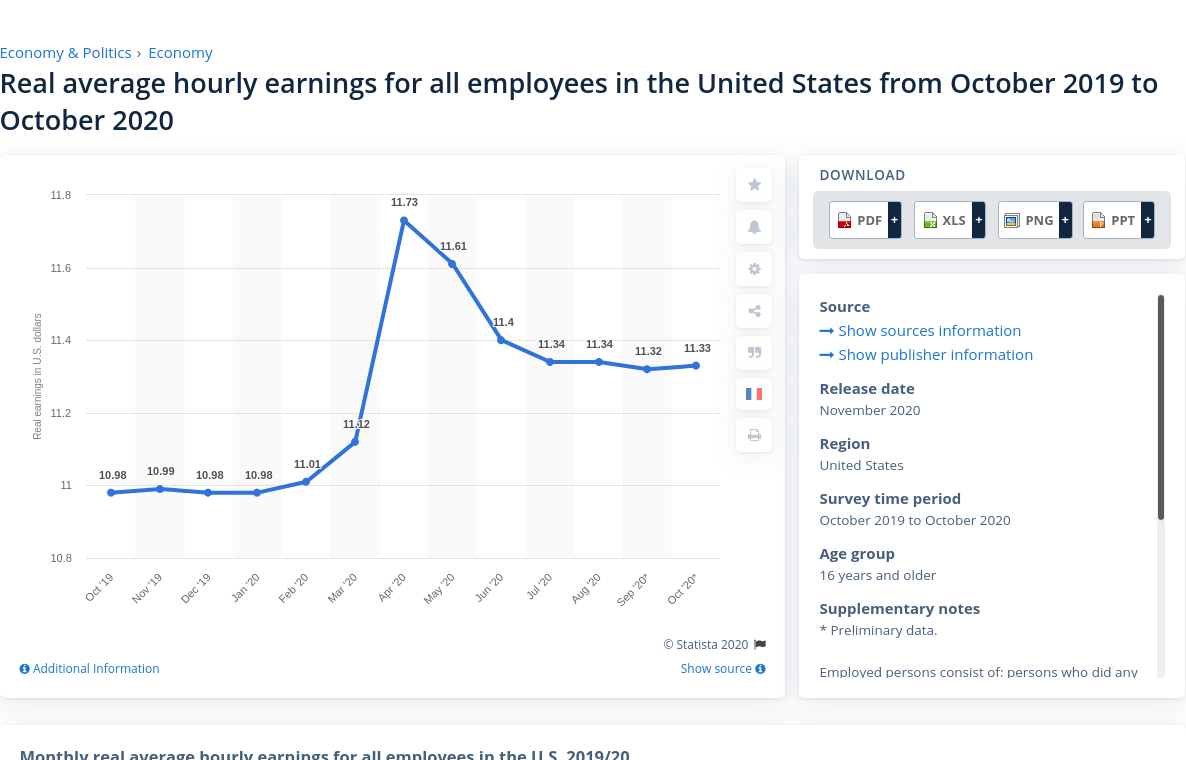 Economy & Politics › Economy
Real average hourly earnings for all employees in the United States from October 2019 to
October 2020
11.8
11.6
11.4
11.2
11
10.8
Real earnings in U.S. dollars
10.98
10.99
10.98
10.98
11.01
11.12
11.73
11.61
11.4
11.34
11.34
11.32
11.33
Oct '19
Nov '19
Dec '19
Jan '20
Feb '20
Mar '20
Apr '20
May '20
Jun '20
Jul '20
Aug '20
Sep '20*
Oct '20*
© Statista 2020
Additional Information
Show source
DOWNLOAD
PDF +
XLS +
PNG +
PPT +
Source
Show sources information
Show publisher information
Release date
November 2020
Region
United States
Survey time period
October 2019 to October 2020
Age group
16 years and older
Supplementary notes
* Preliminary data.
Employed persons consist of: persons who did any
Monthly real average hourly earnings for all employees in the U.S. 2019/20